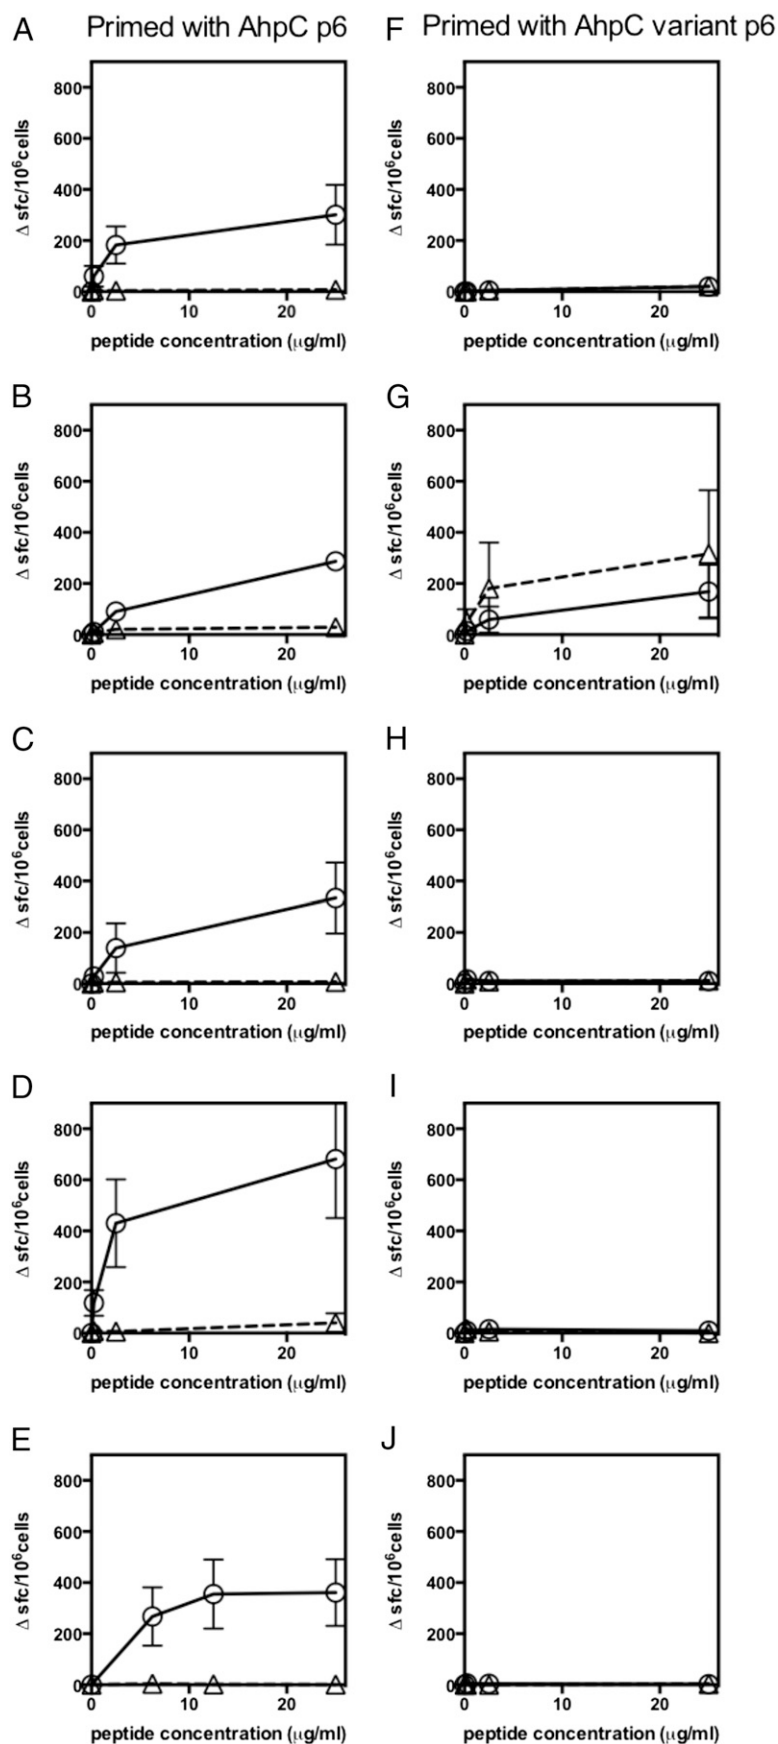 A Primed with AhpC p6
F Primed with AhpC variant p6
800
600
400
200
0
Δ sfc/10⁶cells
0 10 20
peptide concentration (μg/ml)
800
600
400
200
0
Δ sfc/10⁶cells
0 10 20
peptide concentration (μg/ml)
B
800
600
400
200
0
Δ sfc/10⁶cells
0 10 20
peptide concentration (μg/ml)
G
800
600
400
200
0
Δ sfc/10⁶cells
0 10 20
peptide concentration (μg/ml)
C
800
600
400
200
0
Δ sfc/10⁶cells
0 10 20
peptide concentration (μg/ml)
H
800
600
400
200
0
Δ sfc/10⁶cells
0 10 20
peptide concentration (μg/ml)
D
800
600
400
200
0
Δ sfc/10⁶cells
0 10 20
peptide concentration (μg/ml)
I
800
600
400
200
0
Δ sfc/10⁶cells
0 10 20
peptide concentration (μg/ml)
E
800
600
400
200
0
Δ sfc/10⁶cells
0 10 20
peptide concentration (μg/ml)
J
800
600
400
200
0
Δ sfc/10⁶cells
0 10 20
peptide concentration (μg/ml)